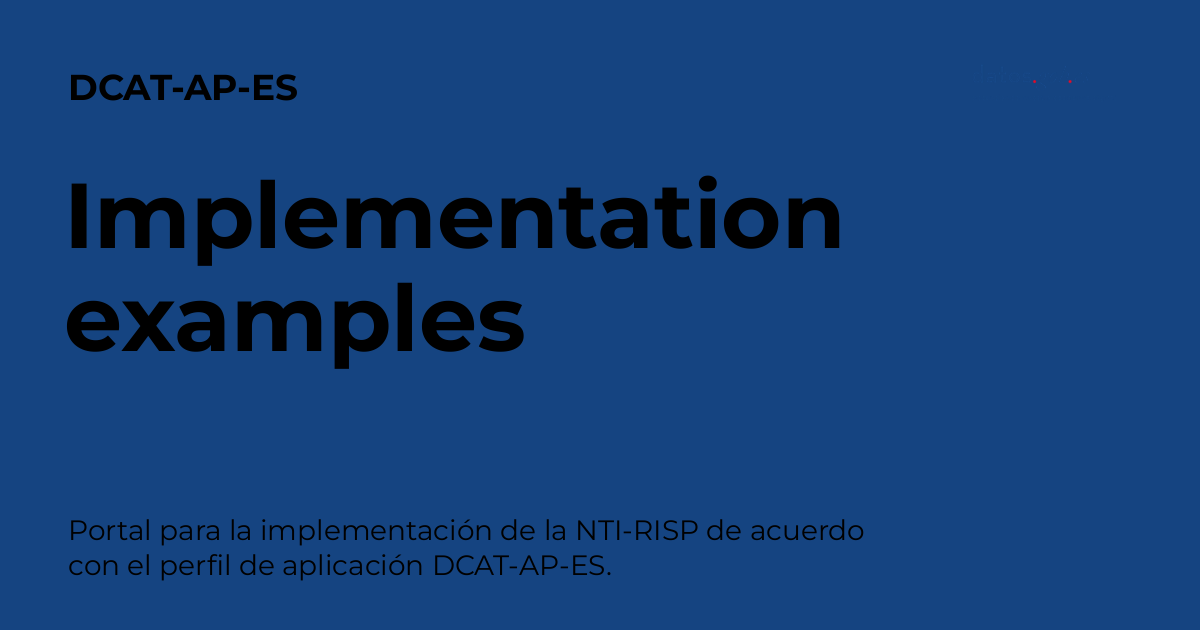 DCAT-AP-ES
Implementation
examples
Portal para la implementación de la NTI-RISP de acuerdo
con el perfil de aplicación DCAT-AP-ES.